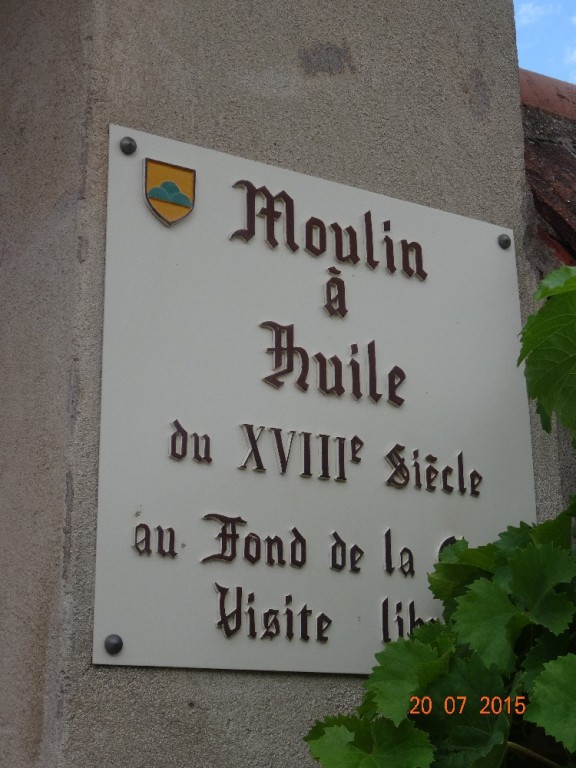 Moulin
à
Huile
du XVIIIe Siècle
au Fond de la
Visite
20 07 2015